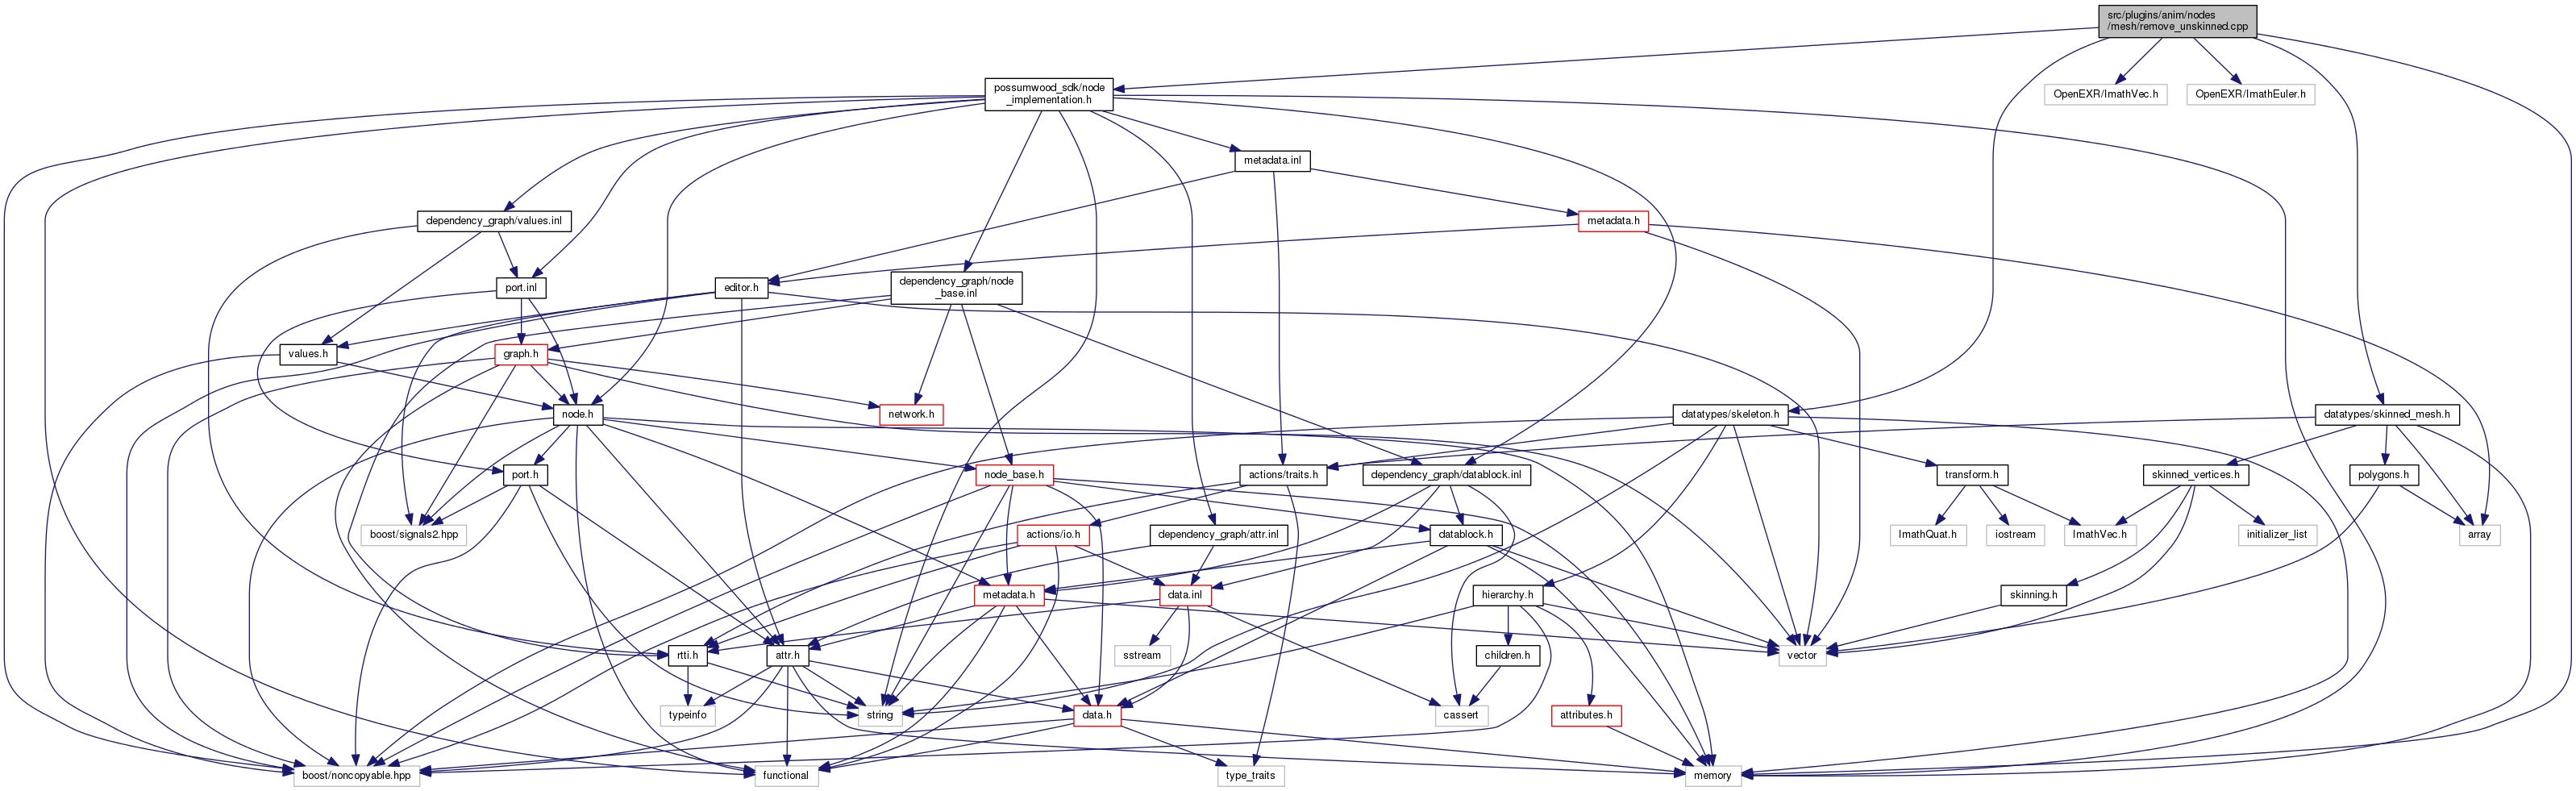 src/plugins/anim/nodes
/mesh/remove_unskinned.cpp
possumwood_sdk/node
_implementation.h
OpenEXR/ImathVec.h
OpenEXR/ImathEuler.h
metadata.inl
dependency_graph/values.inl
metadata.h
port.inl
editor.h
dependency_graph/node
_base.inl
values.h
graph.h
node.h
network.h
datatypes/skeleton.h
datatypes/skinned_mesh.h
port.h
node_base.h
actions/traits.h
dependency_graph/datablock.inl
transform.h
skinned_vertices.h
polygons.h
boost/signals2.hpp
actions/io.h
dependency_graph/attr.inl
datablock.h
ImathQuat.h
iostream
ImathVec.h
initializer_list
array
metadata.h
data.inl
hierarchy.h
skinning.h
rtti.h
attr.h
sstream
children.h
vector
typeinfo
string
data.h
cassert
attributes.h
boost/noncopyable.hpp
functional
type_traits
memory